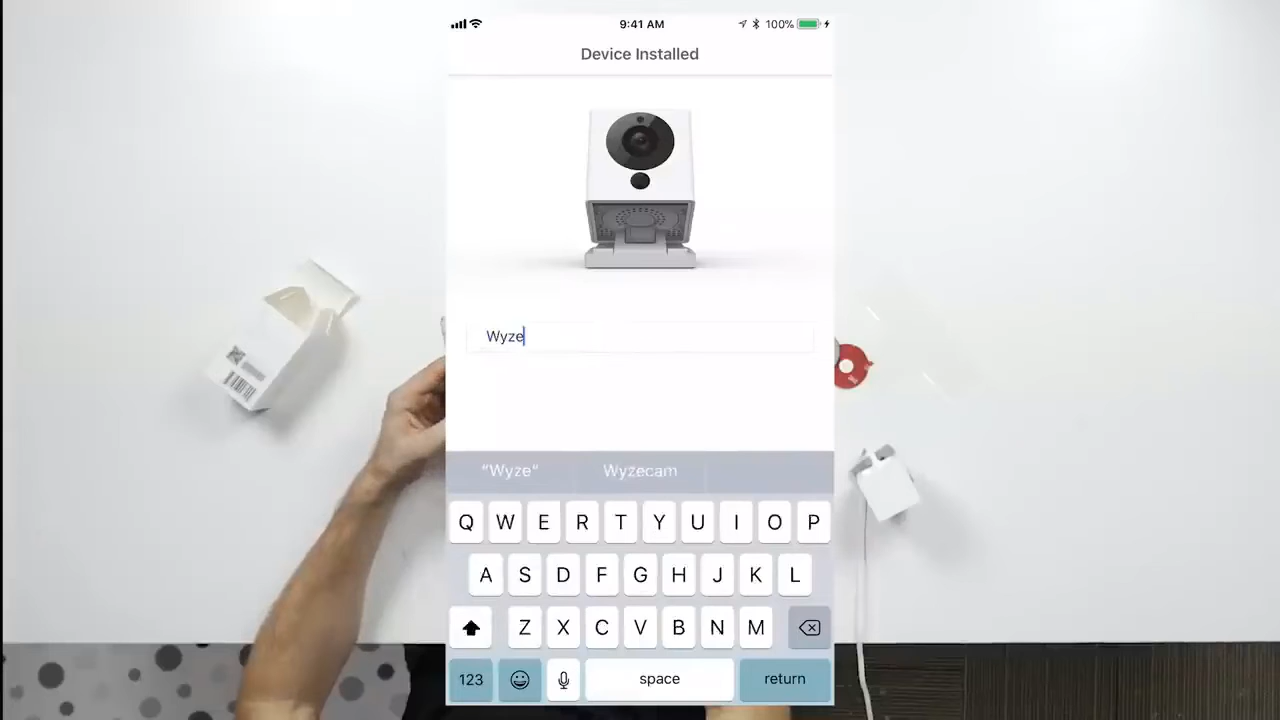 9:41 AM 100%
Device Installed
Wyze
“Wyze” Wyzecam
Q W E R T Y U I O P
A S D F G H J K L
Z X C V B N M
123 space return